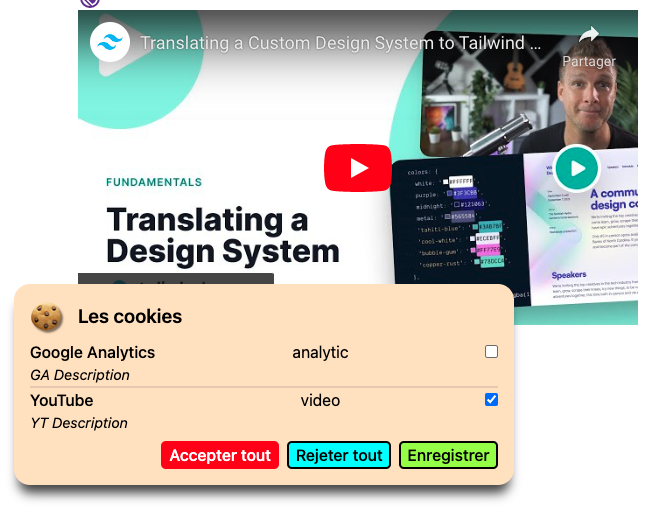 Translating a Custom Design System to Tailwind ...
Partager
FUNDAMENTALS
Translating a
Design System
colors: {
white: '#FFFFFF
purple: '#3F3CBB
midnight: '#121063
metal: '#565584
'tahiti-blue': '#3AB7BF
'cool-white': '#ECEBFF
'bubble-gum': '#FF77E9
'copper-rust': '#78DCCA
},
A commu
design co
Speakers
Les cookies
Google Analytics analytic
GA Description
YouTube video
YT Description
Accepter tout Rejeter tout Enregistrer